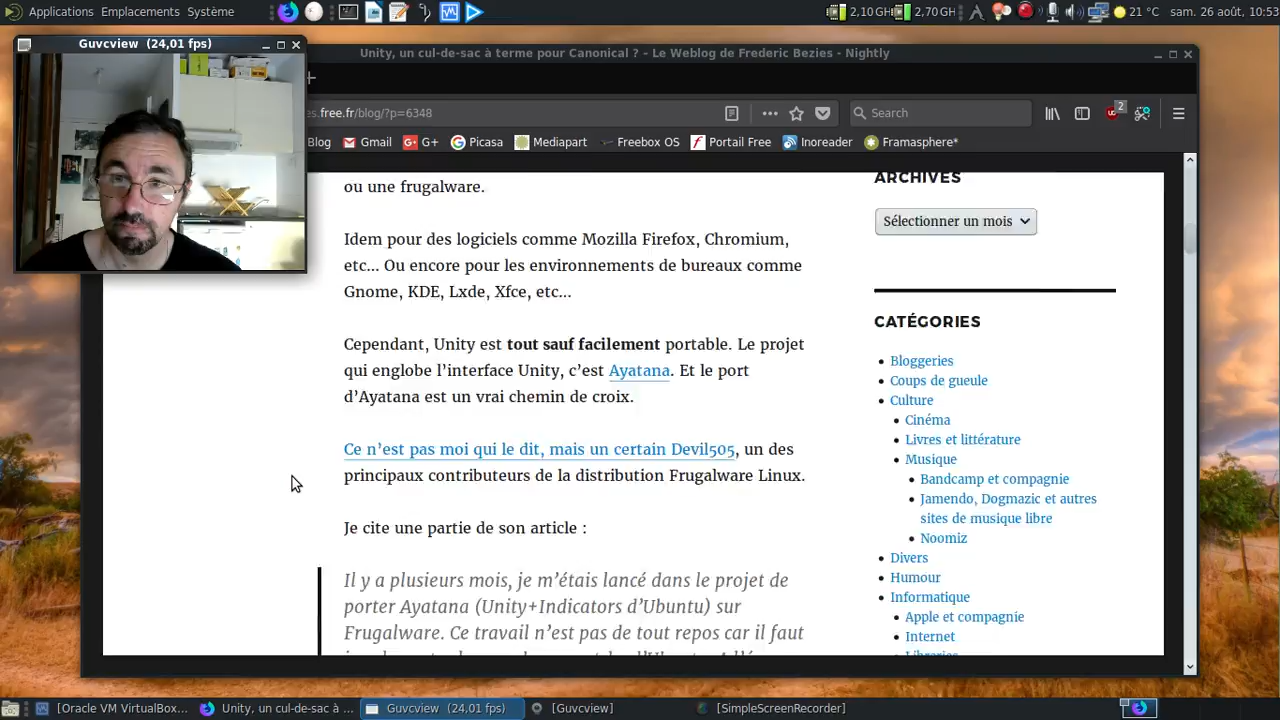 Applications Emplacements Système
2,10 GH 2,70 GH 21 °C sam. 26 août, 10:53
Guvcview (24,01 fps)
Unity, un cul-de-sac à terme pour Canonical ? - Le Weblog de Frederic Bezies - Nightly
.free.fr/blog/?p=6348
Search
2
Blog Gmail G+ Picasa Mediapart Freebox OS Portail Free Inoreader Framasphere*
ou une frugalware.
Idem pour des logiciels comme Mozilla Firefox, Chromium,
etc… Ou encore pour les environnements de bureaux comme
Gnome, KDE, Lxde, Xfce, etc…
Cependant, Unity est tout sauf facilement portable. Le projet
qui englobe l’interface Unity, c’est Ayatana. Et le port
d’Ayatana est un vrai chemin de croix.
Ce n’est pas moi qui le dit, mais un certain Devil505, un des
principaux contributeurs de la distribution Frugalware Linux.
Je cite une partie de son article :
Il y a plusieurs mois, je m’étais lancé dans le projet de
porter Ayatana (Unity+Indicators d’Ubuntu) sur
Frugalware. Ce travail n’est pas de tout repos car il faut
ARCHIVES
Sélectionner un mois
CATÉGORIES
Bloggeries
Coups de gueule
Culture
Cinéma
Livres et littérature
Musique
Bandcamp et compagnie
Jamendo, Dogmazic et autres
sites de musique libre
Noomiz
Divers
Humour
Informatique
Apple et compagnie
Internet
[Oracle VM VirtualBox... Unity, un cul-de-sac à ... Guvcview (24,01 fps) [Guvcview] [SimpleScreenRecorder]